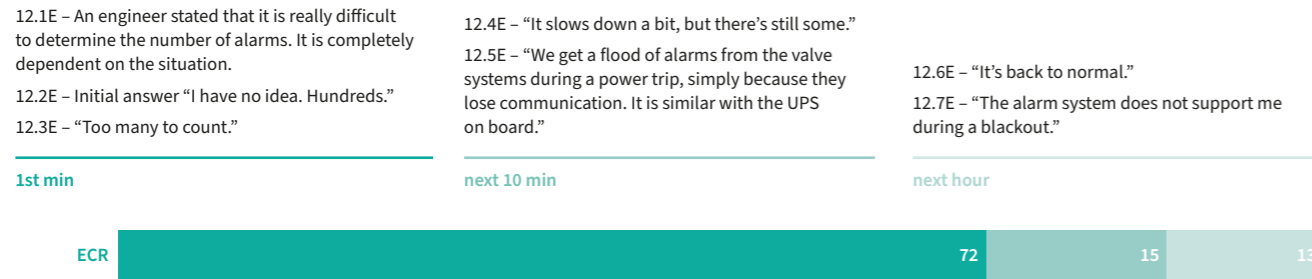 12.1E – An engineer stated that it is really difficult
to determine the number of alarms. It is completely
dependent on the situation.
12.2E – Initial answer “I have no idea. Hundreds.”
12.3E – “Too many to count.”
1st min
12.4E – “It slows down a bit, but there’s still some.”
12.5E – “We get a flood of alarms from the valve
systems during a power trip, simply because they
lose communication. It is similar with the UPS
on board.”
next 10 min
12.6E – “It’s back to normal.”
12.7E – “The alarm system does not support me
during a blackout.”
next hour
ECR 72 15 13